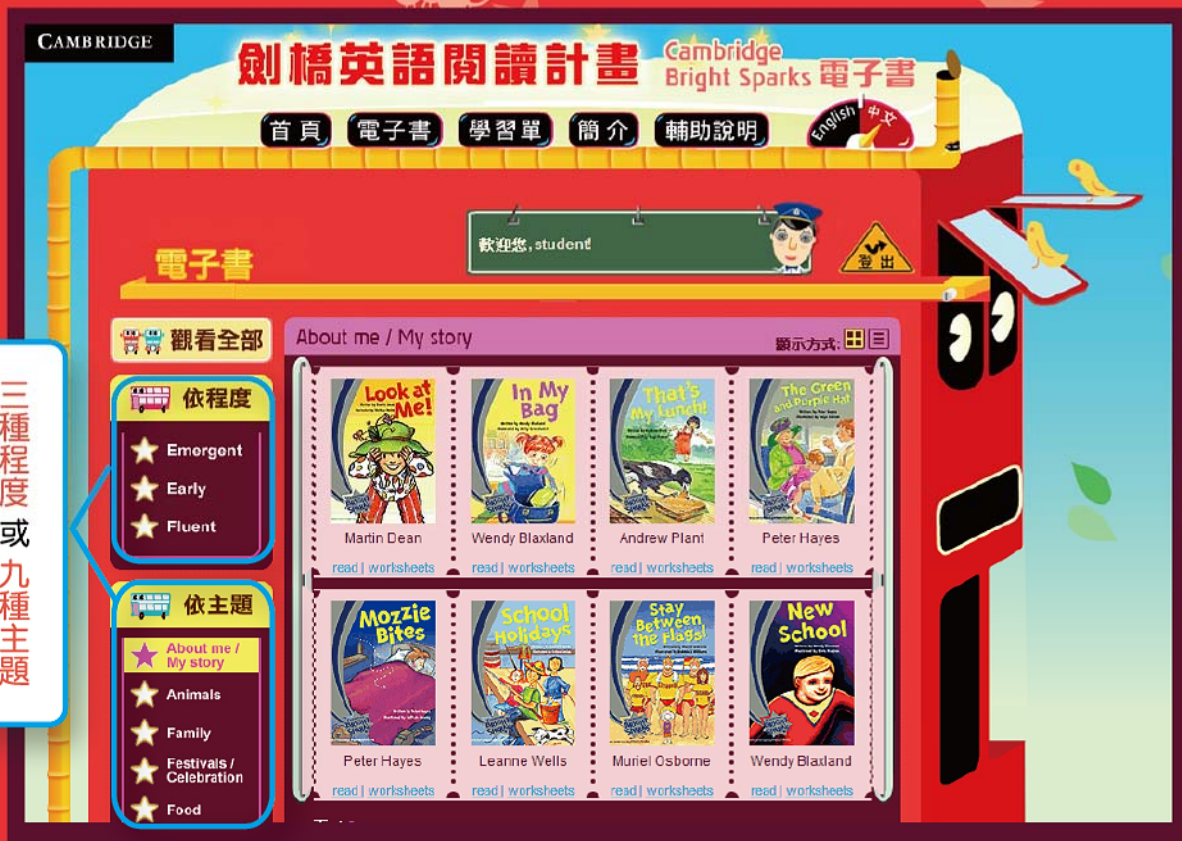 CAMBRIDGE
劍橋英語閱讀計畫
Cambridge
Bright Sparks 電子書
首頁
電子書
學習單
簡介
輔助說明
English
中文
歡迎您, student!
登出
電子書
觀看全部
依程度
Emergent
Early
Fluent
三種程度或九種主題
依主題
About me /
My story
Animals
Family
Festivals /
Celebration
Food
About me / My story
顯示方式:
Look at
Me!
Martin Dean
read | worksheets
In My
Bag
Wendy Blaxland
read | worksheets
That's
My Lunch!
Andrew Plant
read | worksheets
The Green
and Purple Hat
Peter Hayes
read | worksheets
Mozzie
Bites
Peter Hayes
read | worksheets
School
Holidays
Leanne Wells
read | worksheets
Stay
Between
the Flags!
Muriel Osborne
read | worksheets
New
School
Wendy Blaxland
read | worksheets